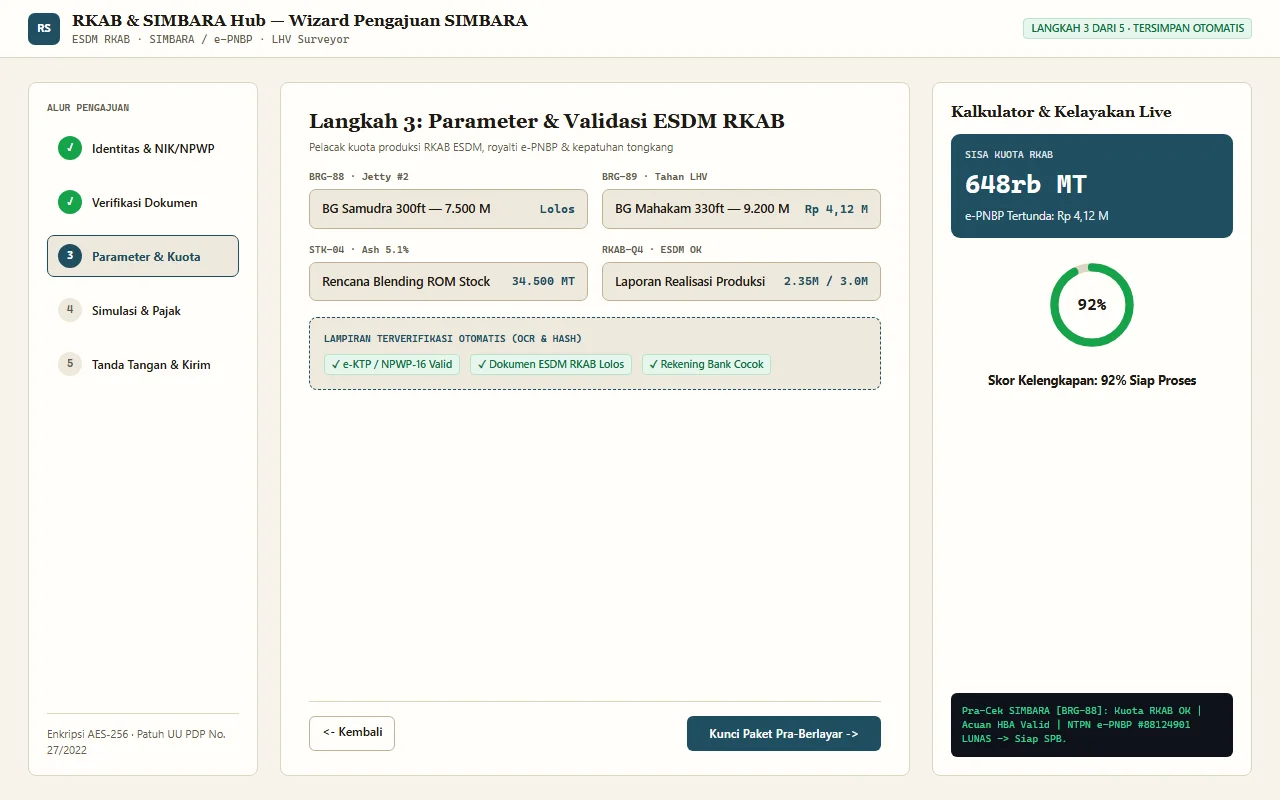 RS
RKAB & SIMBARA Hub — Wizard Pengajuan SIMBARA
ESDM RKAB · SIMBARA / e-PNBP · LHV Surveyor
LANGKAH 3 DARI 5 · TERSIMPAN OTOMATIS
ALUR PENGAJUAN
✓ Identitas & NIK/NPWP
✓ Verifikasi Dokumen
3 Parameter & Kuota
4 Simulasi & Pajak
5 Tanda Tangan & Kirim
Enkripsi AES-256 · Patuh UU PDP No.
27/2022
Langkah 3: Parameter & Validasi ESDM RKAB
Pelacak kuota produksi RKAB ESDM, royalti e-PNBP & kepatuhan tongkang
BRG-88 · Jetty #2
BG Samudra 300ft — 7.500 M Lolos
BRG-89 · Tahan LHV
BG Mahakam 330ft — 9.200 M Rp 4,12 M
STK-04 · Ash 5.1%
Rencana Blending ROM Stock 34.500 MT
RKAB-Q4 · ESDM OK
Laporan Realisasi Produksi 2.35M / 3.0M
LAMPIRAN TERVERIFIKASI OTOMATIS (OCR & HASH)
✓ e-KTP / NPWP-16 Valid
✓ Dokumen ESDM RKAB Lolos
✓ Rekening Bank Cocok
<- Kembali
Kunci Paket Pra-Berlayar ->
Kalkulator & Kelayakan Live
SISA KUOTA RKAB
648rb MT
e-PNBP Tertunda: Rp 4,12 M
92%
Skor Kelengkapan: 92% Siap Proses
Pra-Cek SIMBARA [BRG-88]: Kuota RKAB OK |
Acuan HBA Valid | NTPN e-PNBP #88124901
LUNAS -> Siap SPB.